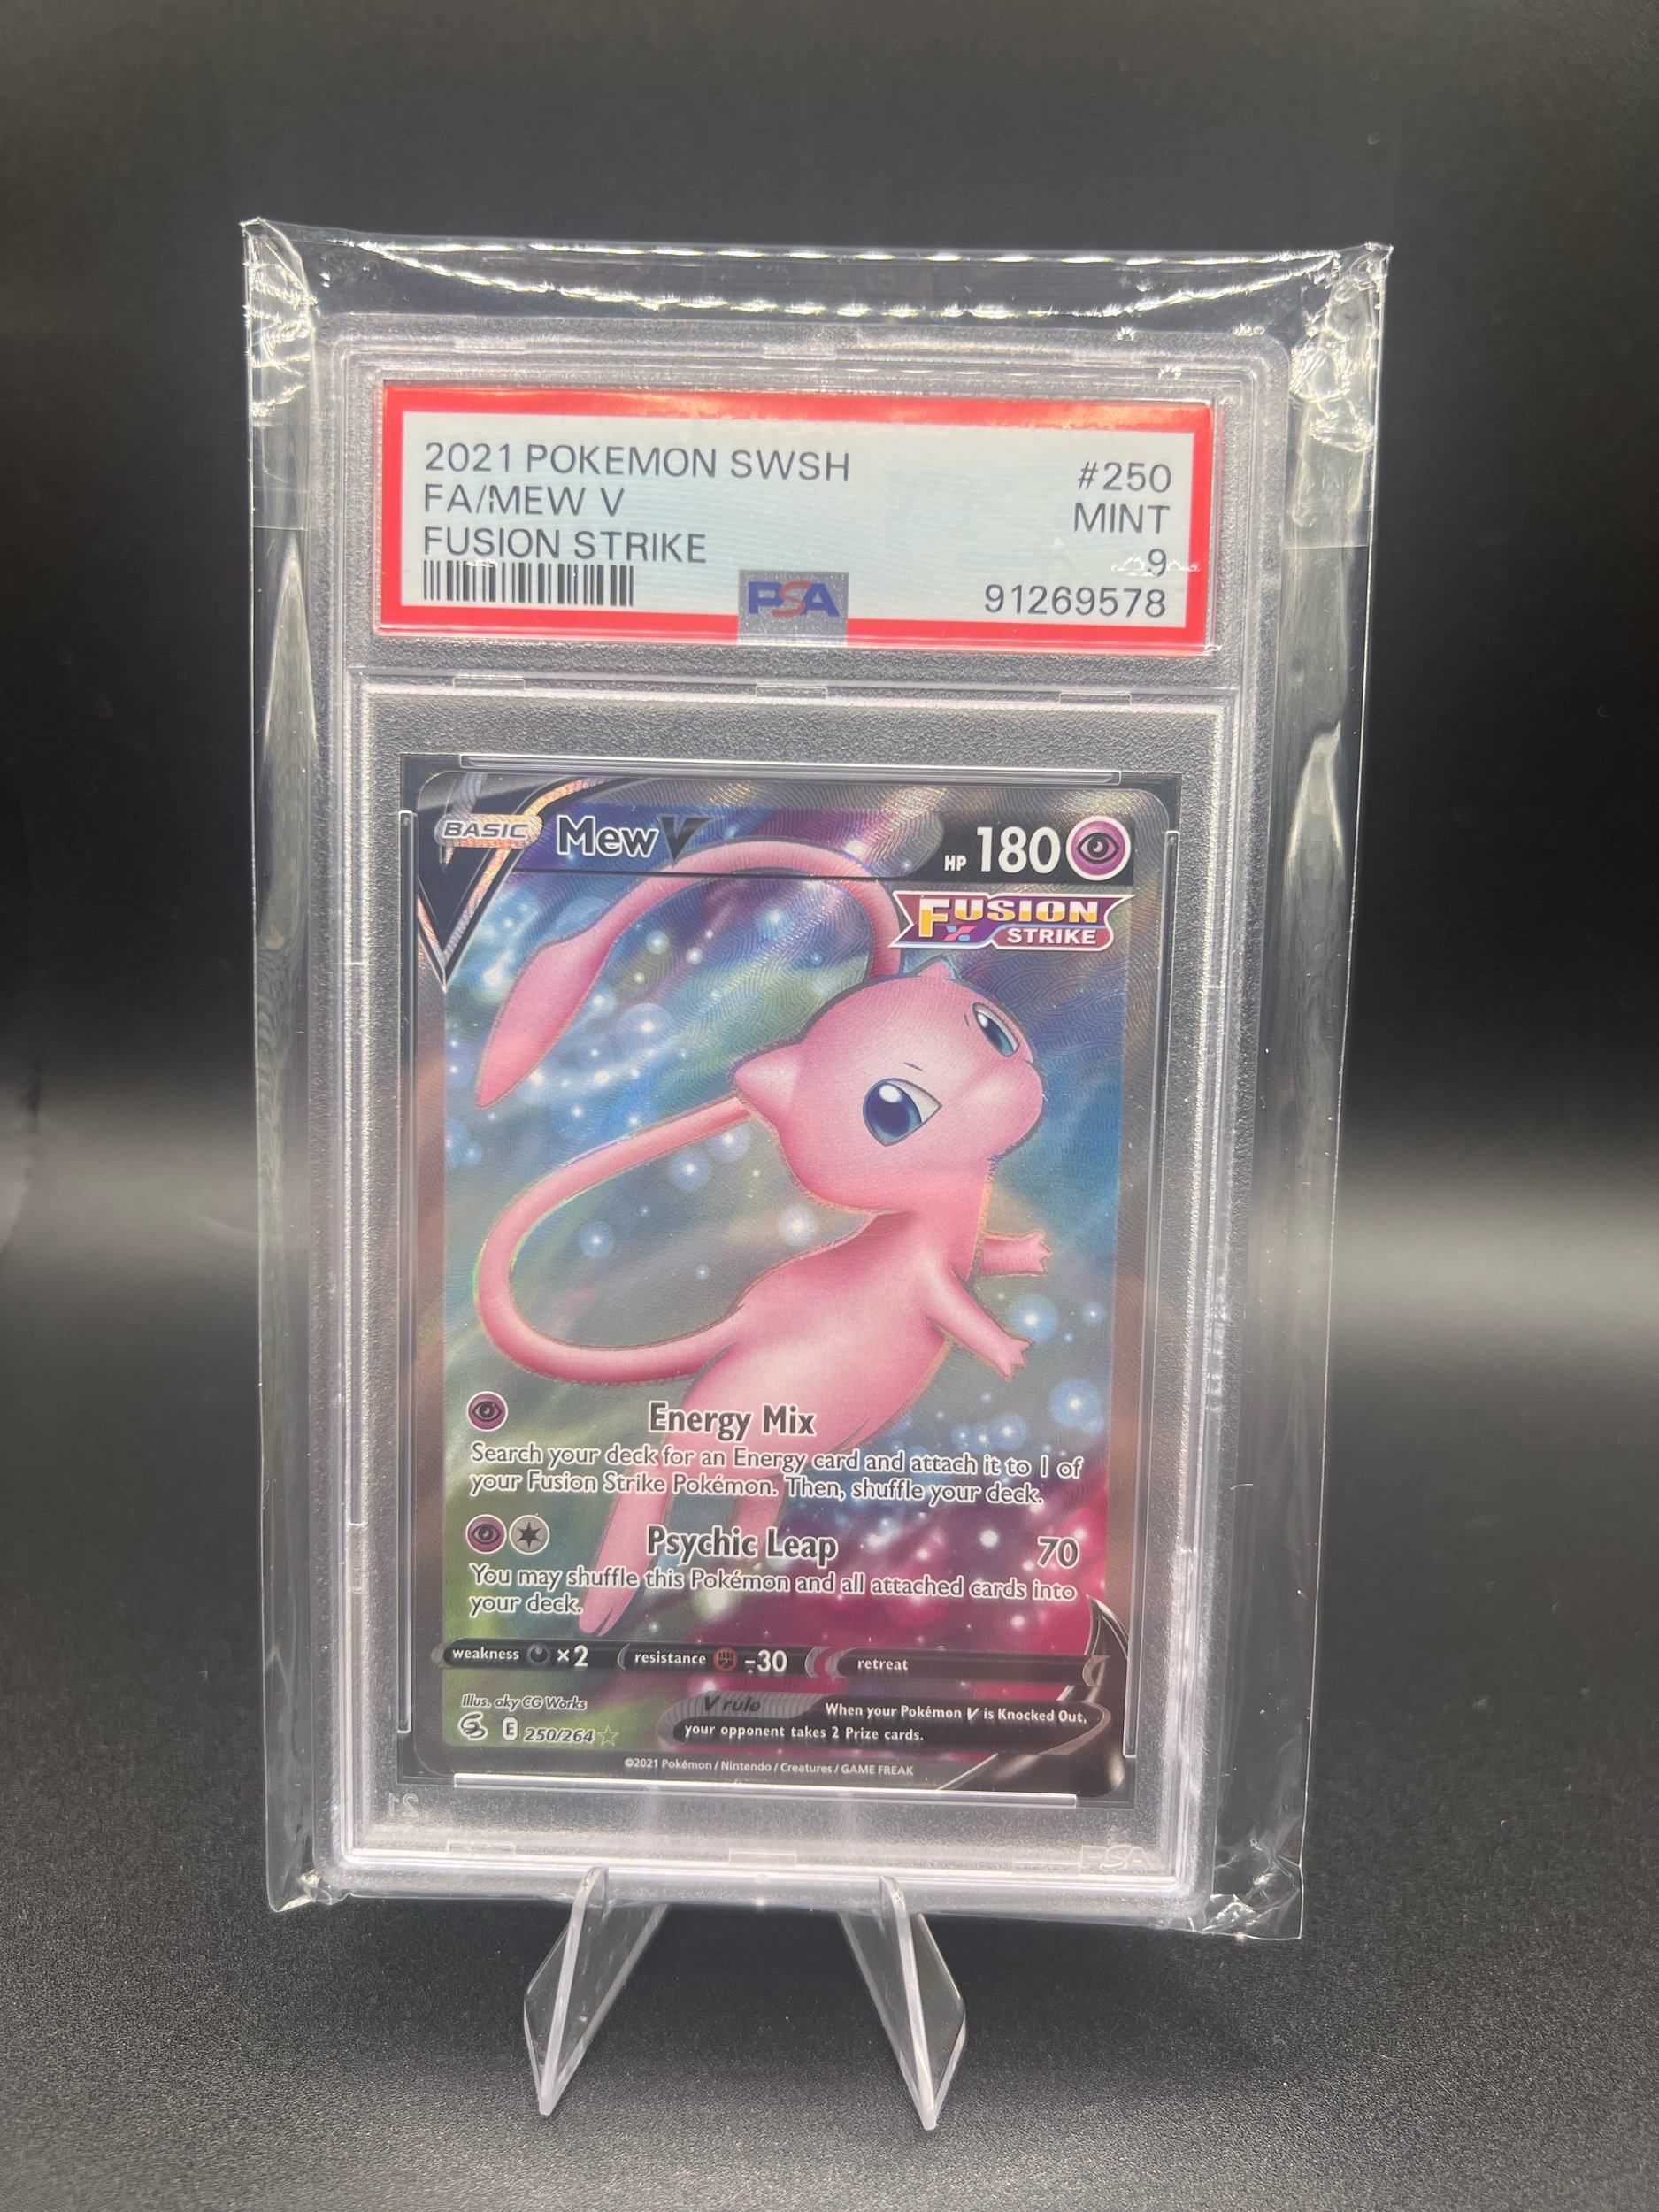 2021 POKEMON SWSH
FA/MEW V
FUSION STRIKE
#250
MINT
9
91269578
PSA
BASIC
Mew V
HP 180
FUSION
STRIKE
Energy Mix
Search your deck for an Energy card and attach it to 1 of
your Fusion Strike Pokémon. Then, shuffle your deck.
Psychic Leap 70
You may shuffle this Pokémon and all attached cards into
your deck.
weakness ×2 resistance -30 retreat
Illus. aky CG Works
E 250/264
V rule When your Pokémon V is Knocked Out,
your opponent takes 2 Prize cards.
©2021 Pokémon / Nintendo / Creatures / GAME FREAK
PSA